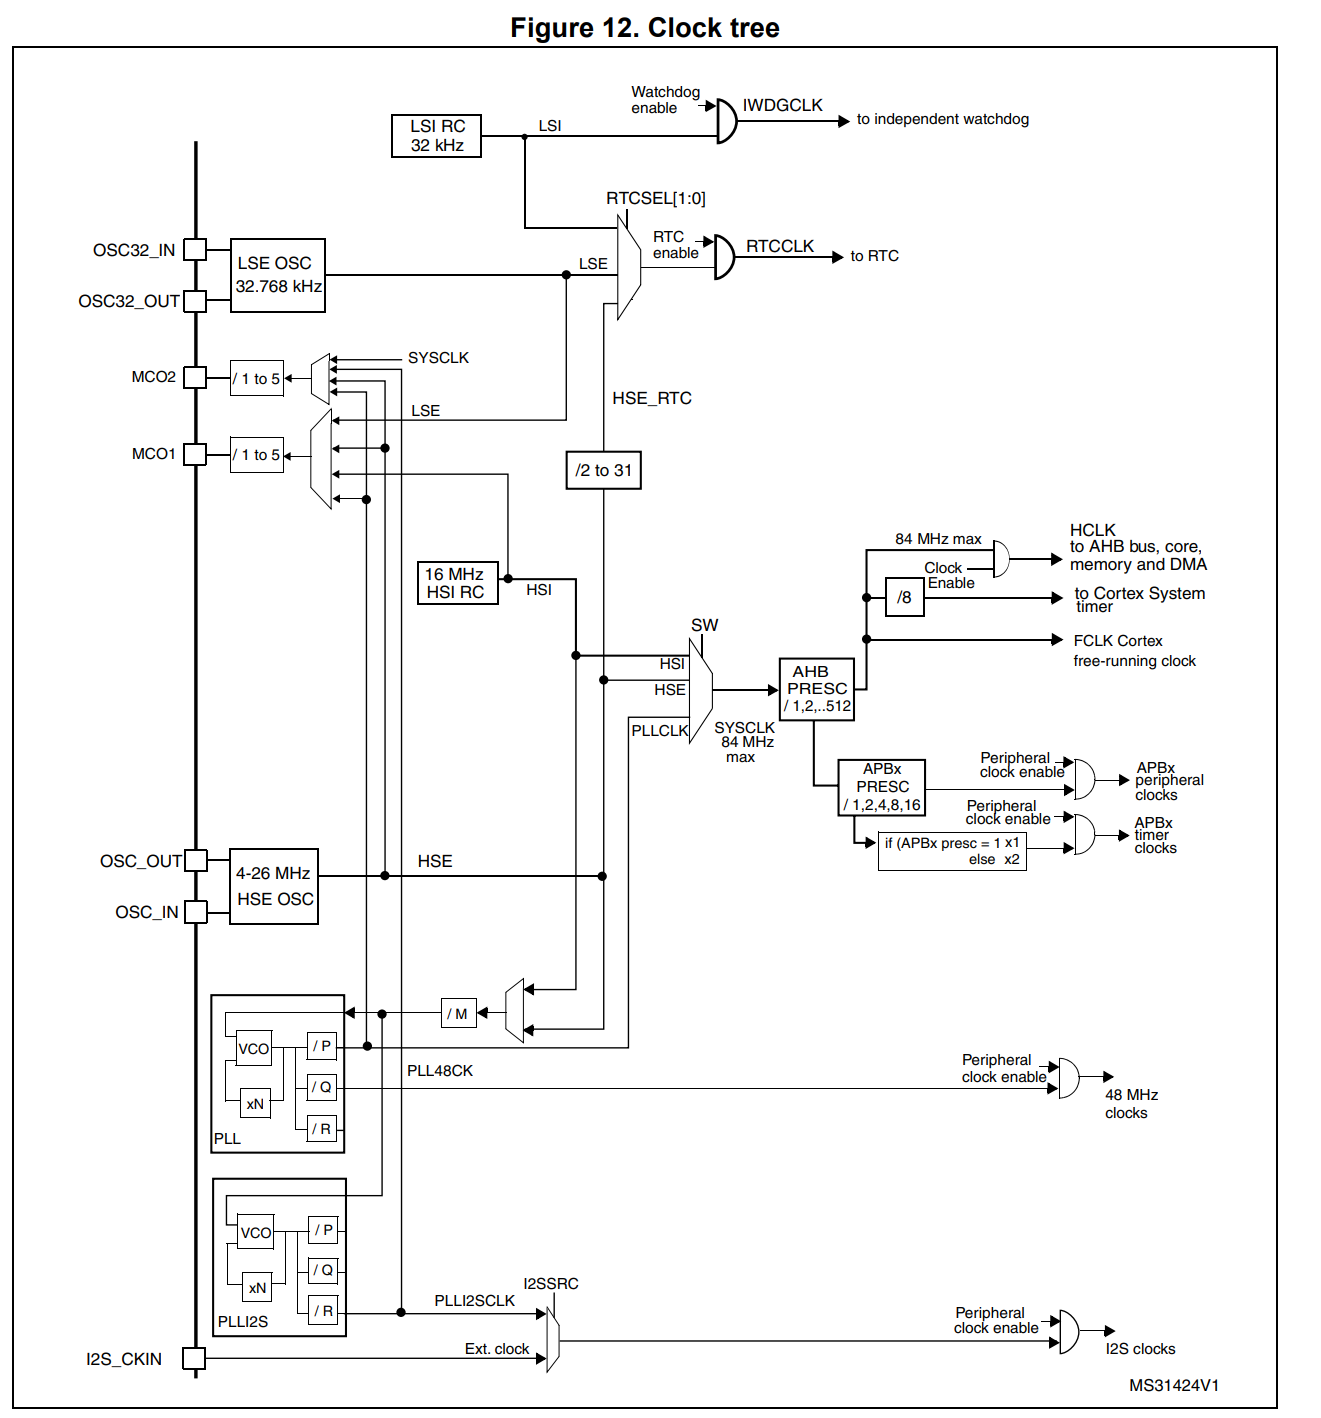 Figure 12. Clock tree
Watchdog
enable
IWDGCLK
to independent watchdog
LSI RC
32 kHz
LSI
RTCSEL[1:0]
OSC32_IN
LSE OSC
32.768 kHz
OSC32_OUT
LSE
RTC
enable
RTCCLK
to RTC
SYSCLK
MCO2
/ 1 to 5
HSE_RTC
LSE
MCO1
/ 1 to 5
/2 to 31
16 MHz
HSI RC
HSI
84 MHz max
HCLK
to AHB bus, core,
memory and DMA
Clock
Enable
/8
to Cortex System
timer
FCLK Cortex
free-running clock
SW
HSI
HSE
PLLCLK
SYSCLK
84 MHz
max
AHB
PRESC
/ 1,2,..512
APBx
PRESC
/ 1,2,4,8,16
Peripheral
clock enable
APBx
peripheral
clocks
Peripheral
clock enable
APBx
timer
clocks
if (APBx presc = 1 x1
else x2
OSC_OUT
4-26 MHz
HSE OSC
OSC_IN
HSE
/ M
VCO
/ P
xN
/ Q
/ R
PLL
PLL48CK
Peripheral
clock enable
48 MHz
clocks
VCO
/ P
xN
/ Q
/ R
PLLI2S
PLLI2SCLK
I2SSRC
Ext. clock
I2S_CKIN
Peripheral
clock enable
I2S clocks
MS31424V1